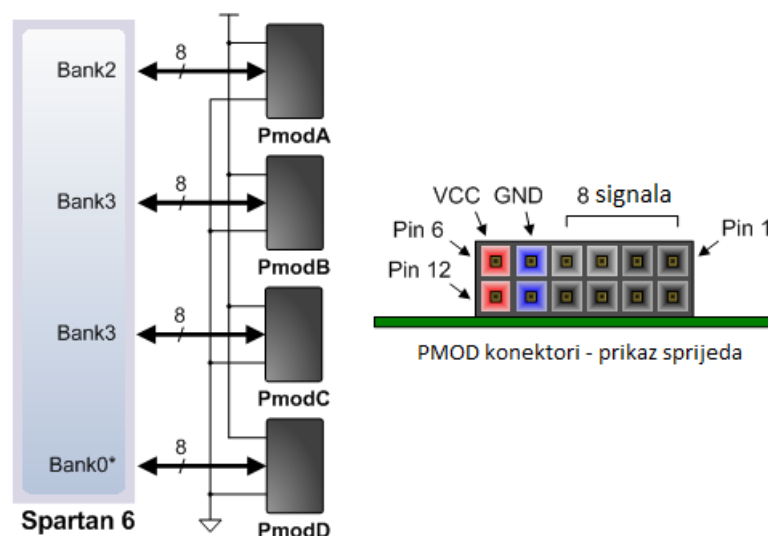 Bank2
8
PmodA
Bank3
8
PmodB
Bank3
8
PmodC
Bank0*
8
PmodD
Spartan 6
VCC GND
8 signala
Pin 6
Pin 1
Pin 12
PMOD konektori - prikaz sprijeda